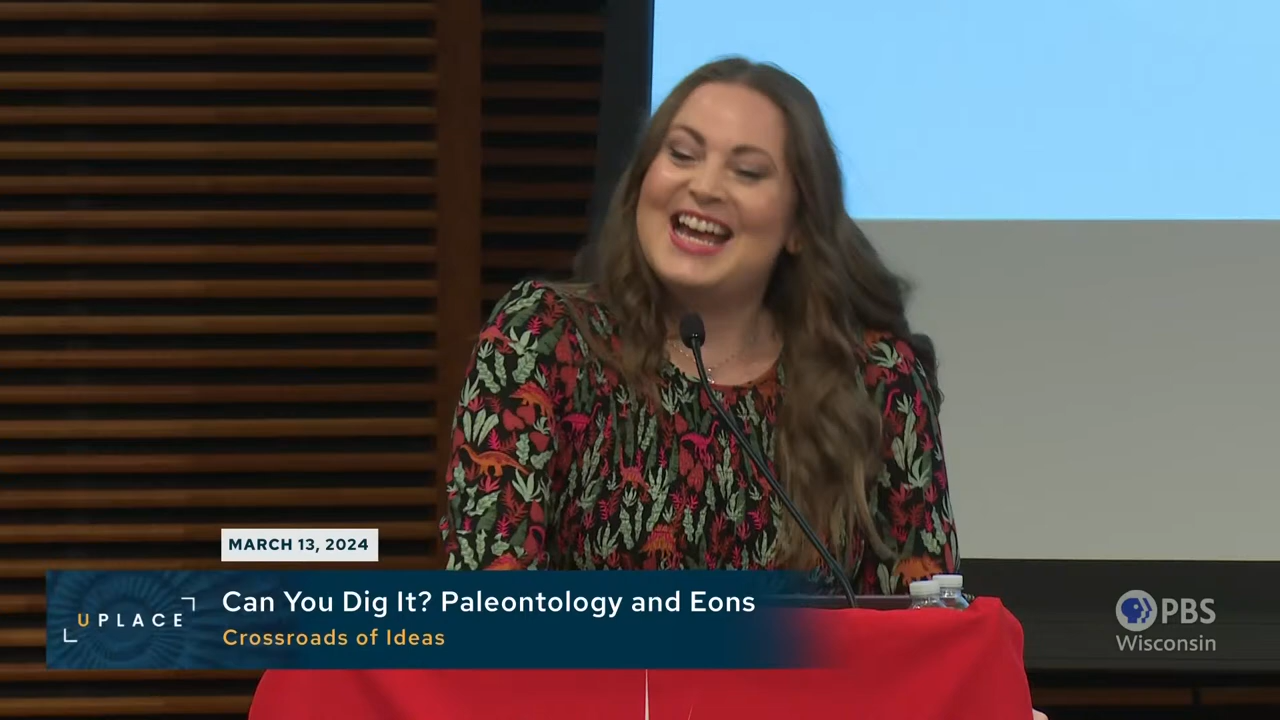 MARCH 13, 2024
UPLACE
Can You Dig It? Paleontology and Eons
Crossroads of Ideas
PBS
Wisconsin